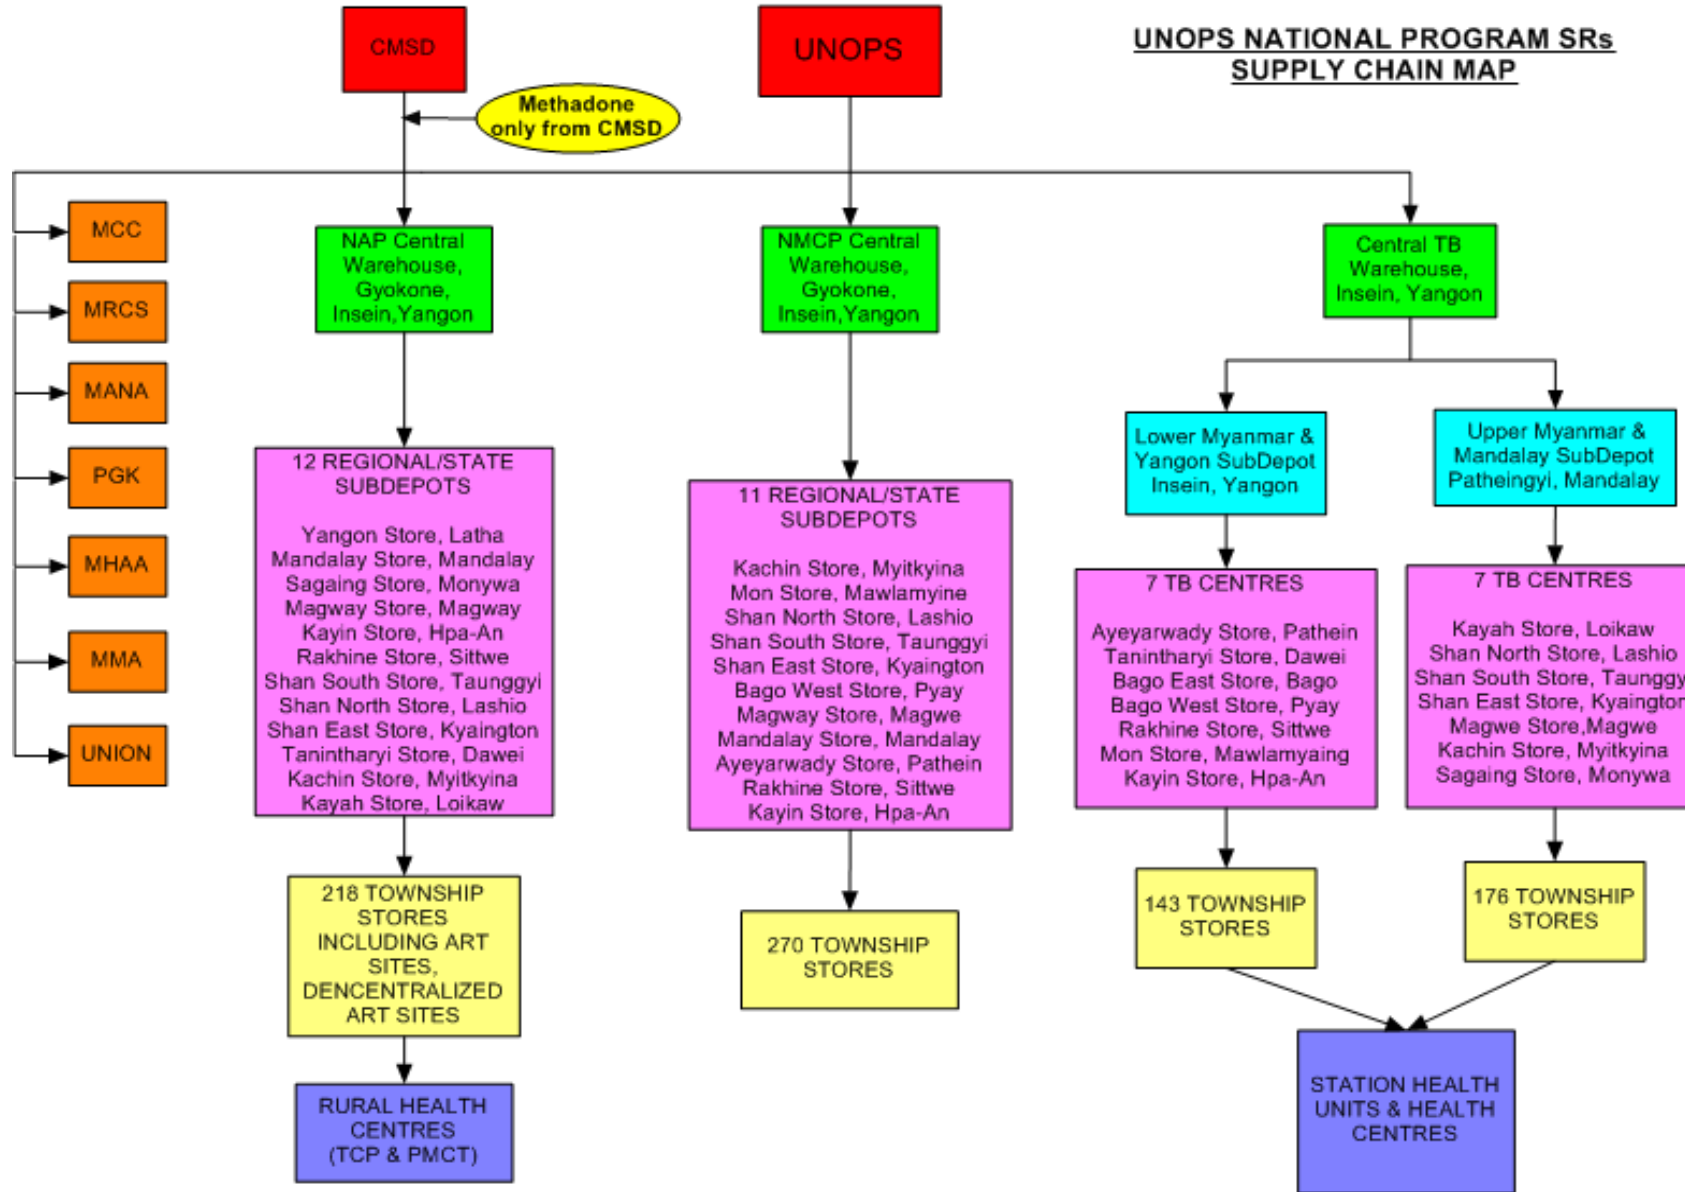 CMSD
UNOPS
UNOPS NATIONAL PROGRAM SRs
SUPPLY CHAIN MAP
Methadone
only from CMSD
MCC
MRCS
MANA
PGK
MHAA
MMA
UNION
NAP Central
Warehouse,
Gyokone,
Insein,Yangon
NMCP Central
Warehouse,
Gyokone,
Insein,Yangon
Central TB
Warehouse,
Insein, Yangon
Lower Myanmar &
Yangon SubDepot
Insein, Yangon
Upper Myanmar &
Mandalay SubDepot
Patheingyi, Mandalay
12 REGIONAL/STATE
SUBDEPOTS
Yangon Store, Latha
Mandalay Store, Mandalay
Sagaing Store, Monywa
Magway Store, Magway
Kayin Store, Hpa-An
Rakhine Store, Sittwe
Shan South Store, Taunggyi
Shan North Store, Lashio
Shan East Store, Kyaington
Tanintharyi Store, Dawei
Kachin Store, Myitkyina
Kayah Store, Loikaw
11 REGIONAL/STATE
SUBDEPOTS
Kachin Store, Myitkyina
Mon Store, Mawlamyine
Shan North Store, Lashio
Shan South Store, Taunggyi
Shan East Store, Kyaington
Bago West Store, Pyay
Magway Store, Magwe
Mandalay Store, Mandalay
Ayeyarwady Store, Pathein
Rakhine Store, Sittwe
Kayin Store, Hpa-An
7 TB CENTRES
Ayeyarwady Store, Pathein
Tanintharyi Store, Dawei
Bago East Store, Bago
Bago West Store, Pyay
Rakhine Store, Sittwe
Mon Store, Mawlamyaing
Kayin Store, Hpa-An
7 TB CENTRES
Kayah Store, Loikaw
Shan North Store, Lashio
Shan South Store, Taunggy
Shan East Store, Kyaington
Magwe Store,Magwe
Kachin Store, Myitkyina
Sagaing Store, Monywa
218 TOWNSHIP
STORES
INCLUDING ART
SITES,
DENCENTRALIZED
ART SITES
270 TOWNSHIP
STORES
143 TOWNSHIP
STORES
176 TOWNSHIP
STORES
RURAL HEALTH
CENTRES
(TCP & PMCT)
STATION HEALTH
UNITS & HEALTH
CENTRES